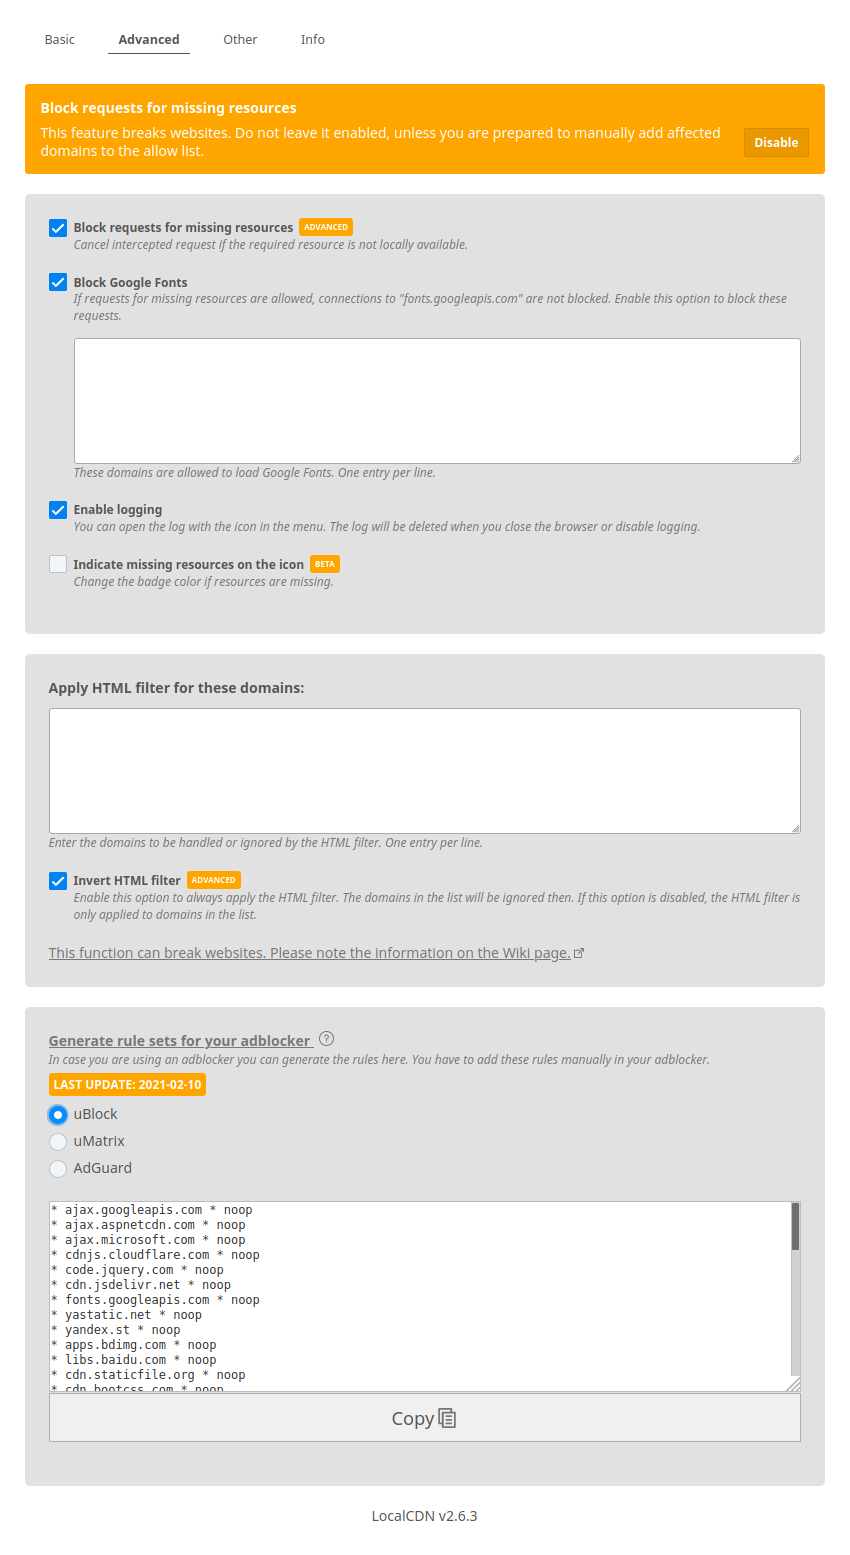 Basic Advanced Other Info
Block requests for missing resources
This feature breaks websites. Do not leave it enabled, unless you are prepared to manually add affected
domains to the allow list.
Disable
Block requests for missing resources ADVANCED
Cancel intercepted request if the required resource is not locally available.
Block Google Fonts
If requests for missing resources are allowed, connections to "fonts.googleapis.com" are not blocked. Enable this option to block these
requests.
These domains are allowed to load Google Fonts. One entry per line.
Enable logging
You can open the log with the icon in the menu. The log will be deleted when you close the browser or disable logging.
Indicate missing resources on the icon BETA
Change the badge color if resources are missing.
Apply HTML filter for these domains:
Enter the domains to be handled or ignored by the HTML filter. One entry per line.
Invert HTML filter ADVANCED
Enable this option to always apply the HTML filter. The domains in the list will be ignored then. If this option is disabled, the HTML filter is
only applied to domains in the list.
This function can break websites. Please note the information on the Wiki page.
Generate rule sets for your adblocker ?
In case you are using an adblocker you can generate the rules here. You have to add these rules manually in your adblocker.
LAST UPDATE: 2021-02-10
uBlock
uMatrix
AdGuard
* ajax.googleapis.com * noop
* ajax.aspnetcdn.com * noop
* ajax.microsoft.com * noop
* cdnjs.cloudflare.com * noop
* code.jquery.com * noop
* cdn.jsdelivr.net * noop
* fonts.googleapis.com * noop
* yastatic.net * noop
* yandex.st * noop
* apps.bdimg.com * noop
* libs.baidu.com * noop
* cdn.staticfile.org * noop
* cdn.bootcss.com * noop
Copy
LocalCDN v2.6.3